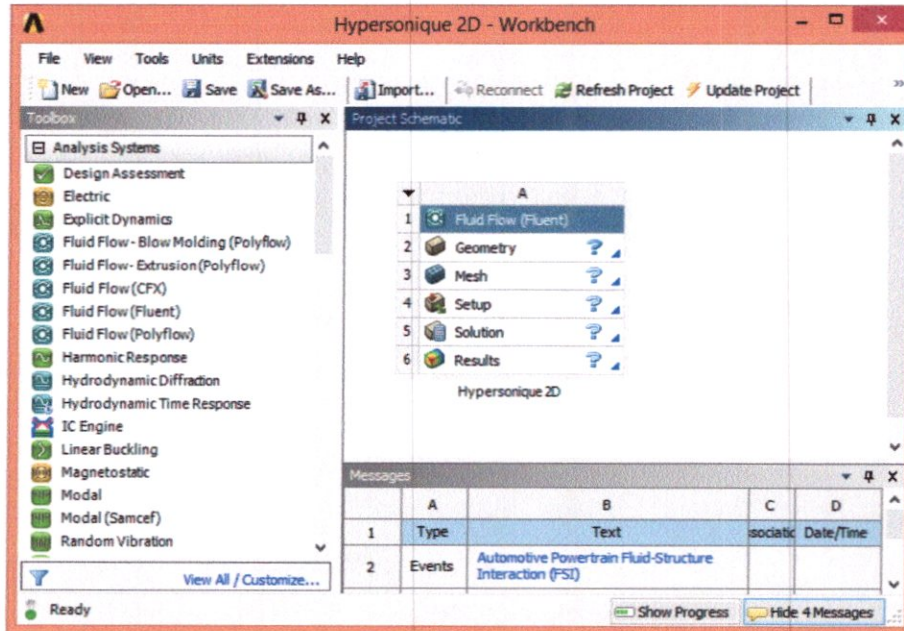 Hypersonique 2D - Workbench
File View Tools Units Extensions Help
New Open... Save Save As... Import... Reconnect Refresh Project Update Project
Toolbox
Analysis Systems
Design Assessment
Electric
Explicit Dynamics
Fluid Flow - Blow Molding (Polyflow)
Fluid Flow - Extrusion (Polyflow)
Fluid Flow (CFX)
Fluid Flow (Fluent)
Fluid Flow (Polyflow)
Harmonic Response
Hydrodynamic Diffraction
Hydrodynamic Time Response
IC Engine
Linear Buckling
Magnetostatic
Modal
Modal (Samcef)
Random Vibration
View All / Customize...
Project Schematic
A
1 Fluid Flow (Fluent)
2 Geometry ?
3 Mesh ?
4 Setup ?
5 Solution ?
6 Results ?
Hypersonique 2D
Messages
A B C D
1 Type Text sociatic Date/Time
2 Events Automotive Powertrain Fluid-Structure
Interaction (FSI)
Ready Show Progress Hide 4 Messages